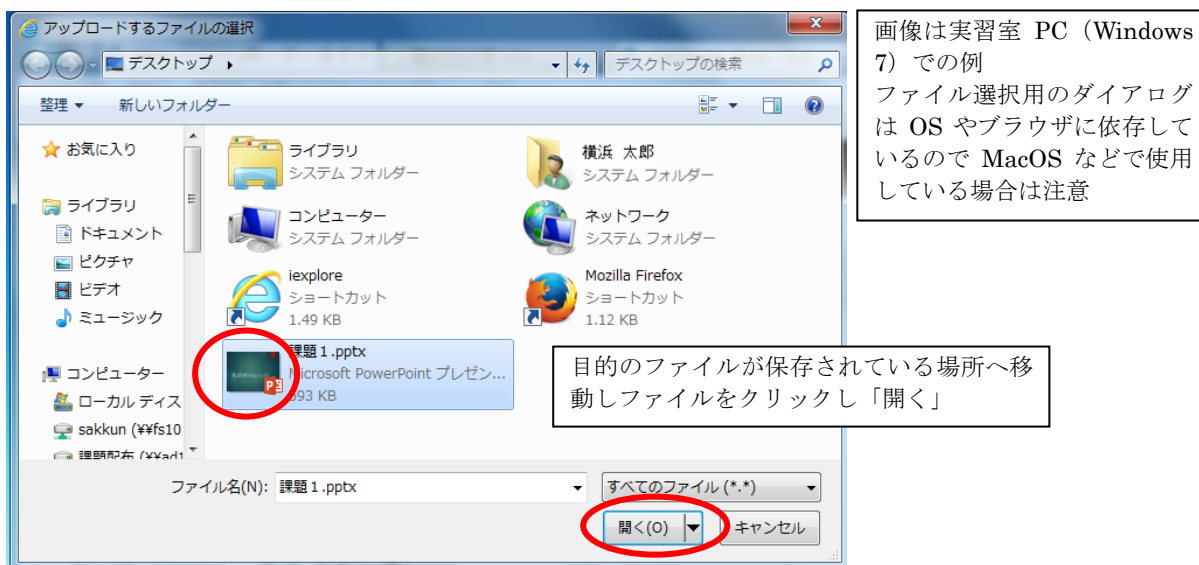 アップロードするファイルの選択
画像は実習室 PC（Windows
7）での例
ファイル選択用のダイアログ
は OS やブラウザに依存して
いるので MacOS などで使用
している場合は注意
デスクトップ
デスクトップの検索
整理
新しいフォルダー
お気に入り
ライブラリ
ドキュメント
ピクチャ
ビデオ
ミュージック
コンピューター
ローカル ディス
sakkun (¥¥fs10
課題配布 (¥¥ad1
ライブラリ
システム フォルダー
横浜 太郎
システム フォルダー
コンピューター
システム フォルダー
ネットワーク
システム フォルダー
iexplore
ショートカット
1.49 KB
Mozilla Firefox
ショートカット
1.12 KB
課題１.pptx
Microsoft PowerPoint プレゼン...
93 KB
目的のファイルが保存されている場所へ移
動しファイルをクリックし「開く」
ファイル名(N): 課題１.pptx
すべてのファイル (*.*)
開く(O)
キャンセル